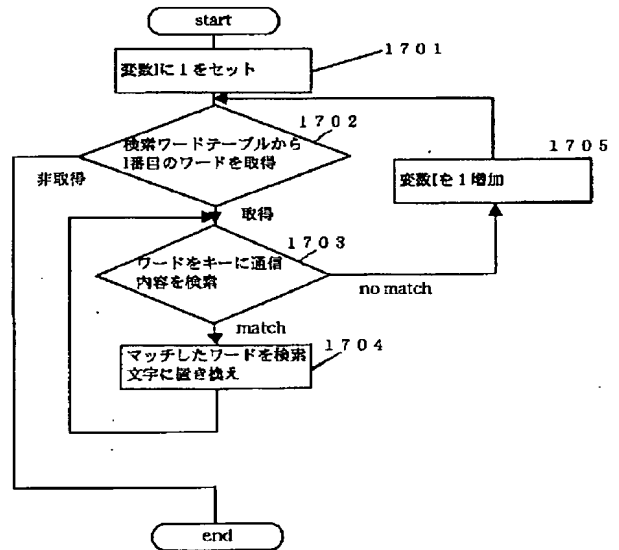 start
変数Iに1をセット
1701
1702
検索ワードテーブルから
I番目のワードを取得
1705
変数Iを1増加
非取得
取得
1703
ワードをキーに通信
内容を検索
no match
match
1704
マッチしたワードを検索
文字に置き換え
end